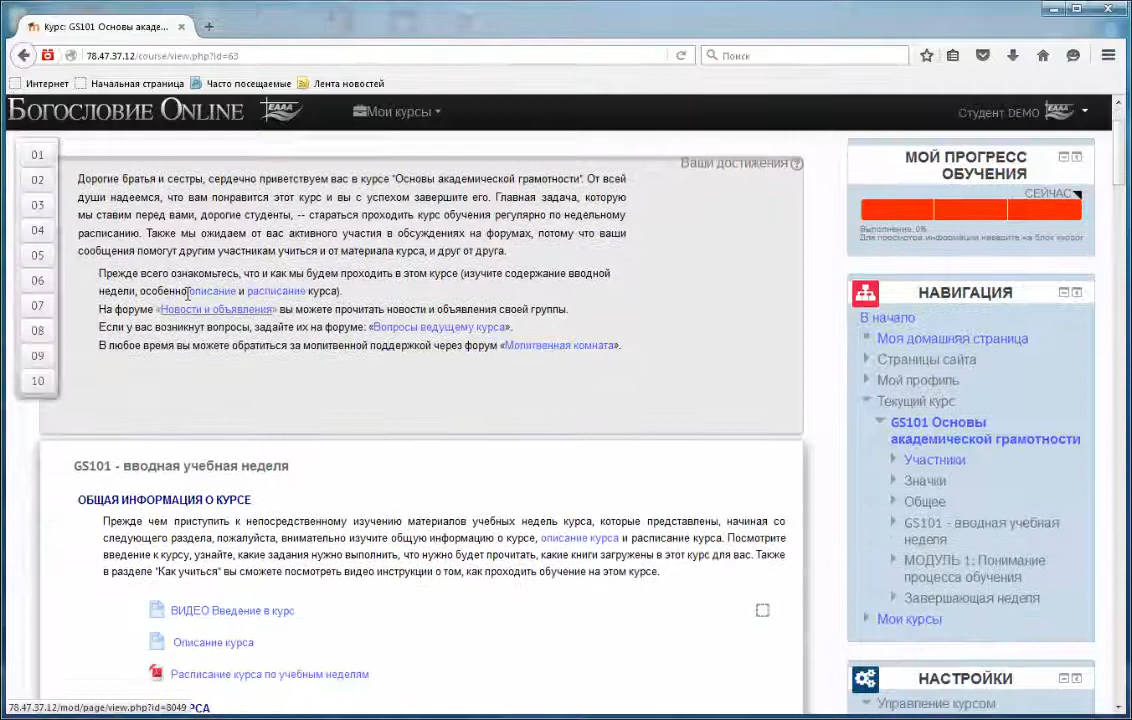 Курс: GS101 Основы акаде...
78.47.37.12/course/view.php?id=63
Поиск
Интернет
Начальная страница
Часто посещаемые
Лента новостей
БОГОСЛОВИЕ ONLINE
ЕААА
Мои курсы
Студент DEMO
01
02
03
04
05
06
07
08
09
10
Ваши достижения
Дорогие братья и сестры, сердечно приветствуем вас в курсе "Основы академической грамотности". От всей
души надеемся, что вам понравится этот курс и вы с успехом завершите его. Главная задача, которую
мы ставим перед вами, дорогие студенты, -- стараться проходить курс обучения регулярно по недельному
расписанию. Также мы ожидаем от вас активного участия в обсуждениях на форумах, потому что ваши
сообщения помогут другим участникам учиться и от материала курса, и друг от друга.
Прежде всего ознакомьтесь, что и как мы будем проходить в этом курсе (изучите содержание вводной
недели, особенно описание и расписание курса).
На форуме «Новости и объявления» вы можете прочитать новости и объявления своей группы.
Если у вас возникнут вопросы, задайте их на форуме: «Вопросы ведущему курса».
В любое время вы можете обратиться за молитвенной поддержкой через форум «Молитвенная комната».
GS101 - вводная учебная неделя
ОБЩАЯ ИНФОРМАЦИЯ О КУРСЕ
Прежде чем приступить к непосредственному изучению материалов учебных недель курса, которые представлены, начиная со
следующего раздела, пожалуйста, внимательно изучите общую информацию о курсе, описание курса и расписание курса. Посмотрите
введение к курсу, узнайте, какие задания нужно выполнить, что нужно будет прочитать, какие книги загружены в этот курс для вас. Также
в разделе "Как учиться" вы сможете посмотреть видео инструкции о том, как проходить обучение на этом курсе.
ВИДЕО Введение в курс
Описание курса
Расписание курса по учебным неделям
78.47.37.12/mod/page/view.php?id=8049
РСА
МОЙ ПРОГРЕСС
ОБУЧЕНИЯ
СЕЙЧАС
Выполнение: 0%
Для просмотра информации наведите на блок курсор
НАВИГАЦИЯ
В начало
Моя домашняя страница
Страницы сайта
Мой профиль
Текущий курс
GS101 Основы
академической грамотности
Участники
Значки
Общее
GS101 - вводная учебная
неделя
МОДУЛЬ 1: Понимание
процесса обучения
Завершающая неделя
Мои курсы
НАСТРОЙКИ
Управление курсом